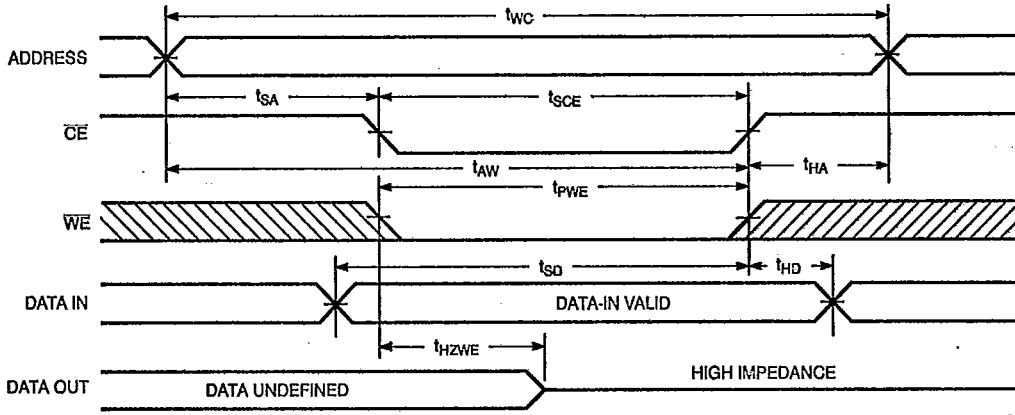 tWC
ADDRESS
tSA
tSCE
CE
tAW
tHA
tPWE
WE
tSD
tHD
DATA IN
DATA-IN VALID
tHZWE
DATA OUT
DATA UNDEFINED
HIGH IMPEDANCE